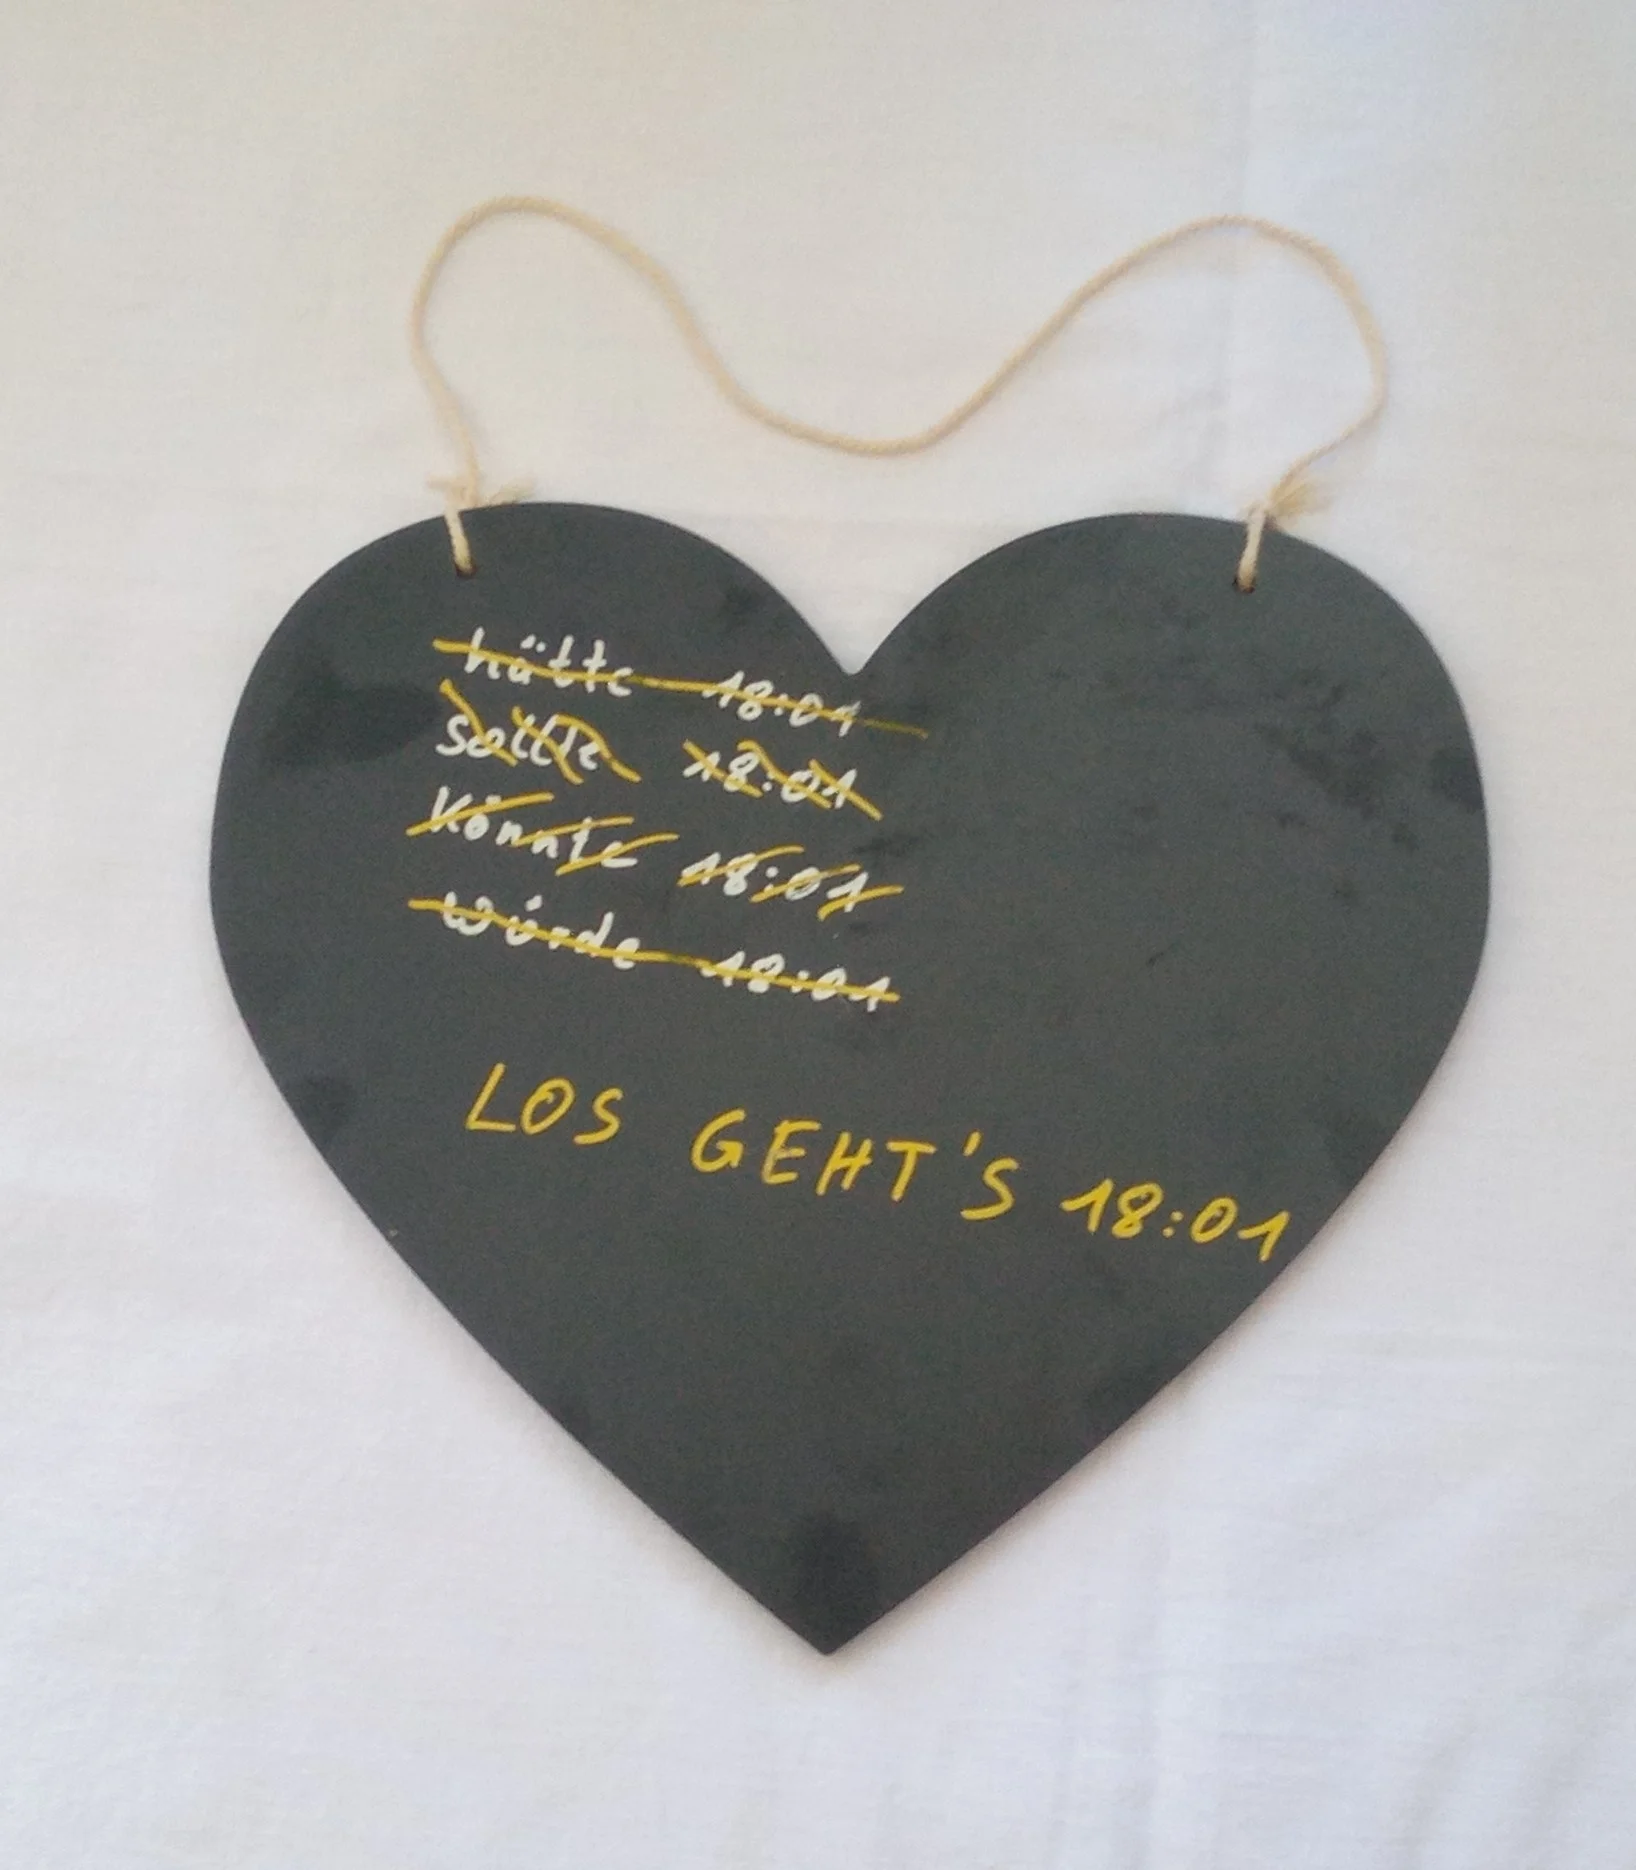 hätte 18:01
sollte 18:01
könnte 18:01
würde 18:01
LOS GEHT'S 18:01